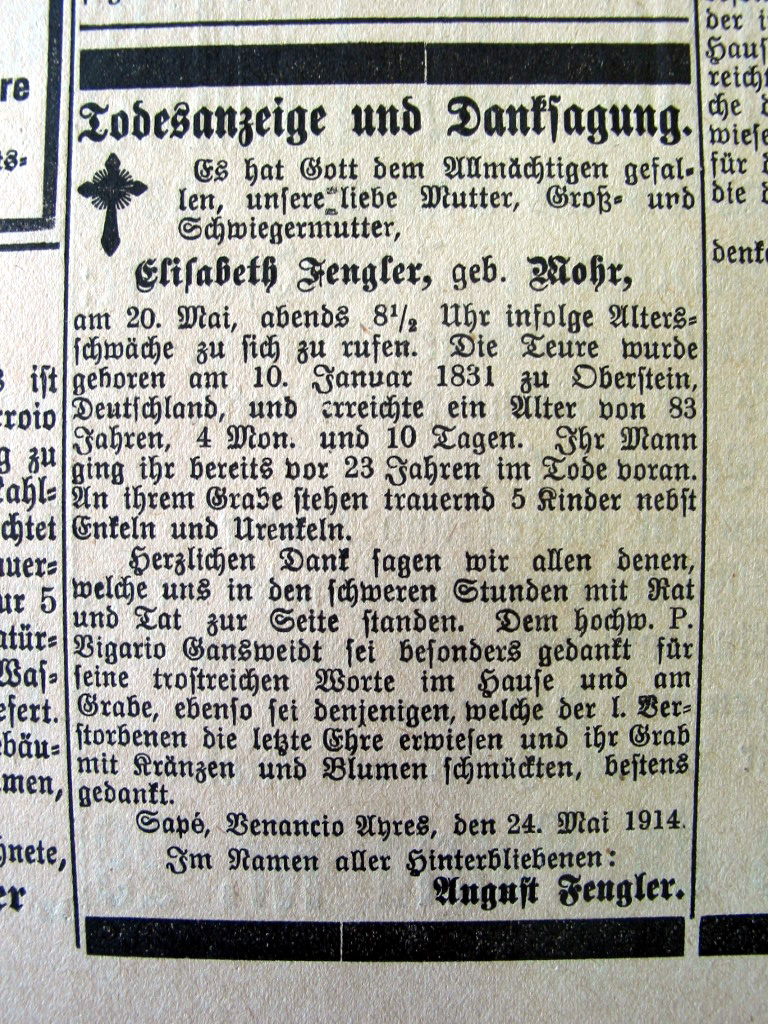 Todesanzeige und Danksagung.
Es hat Gott dem Allmächtigen gefal-
len, unsere liebe Mutter, Groß- und
Schwiegermutter,
Elisabeth Fengler, geb. Mohr,
am 20. Mai, abends 8½ Uhr infolge Alters-
schwäche zu sich zu rufen. Die Teure wurde
geboren am 10. Januar 1831 zu Oberstein,
Deutschland, und erreichte ein Alter von 83
Jahren, 4 Mon. und 10 Tagen. Ihr Mann
ging ihr bereits vor 23 Jahren im Tode voran.
An ihrem Grabe stehen trauernd 5 Kinder nebst
Enkeln und Urenkeln.
Herzlichen Dank sagen wir allen denen,
welche uns in den schweren Stunden mit Rat
und Tat zur Seite standen. Dem hochw. P.
Vigario Gansweidt sei besonders gedankt für
seine trostreichen Worte im Hause und am
Grabe, ebenso sei denjenigen, welche der l. Ver-
storbenen die letzte Ehre erwiesen und ihr Grab
mit Kränzen und Blumen schmückten, bestens
gedankt.
Sapé, Venancio Ayres, den 24. Mai 1914.
Im Namen aller Hinterbliebenen:
August Fengler.